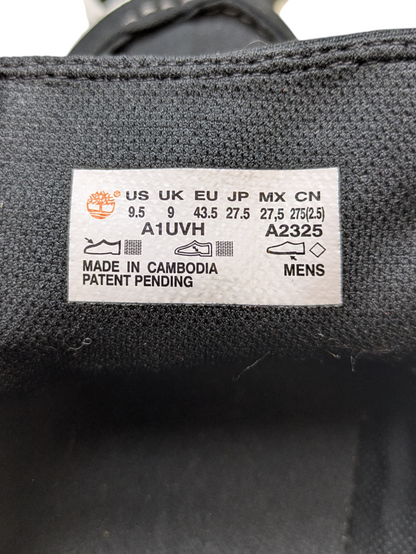 US UK EU JP MX CN
9.5 9 43.5 27.5 27,5 275(2.5)
A1UVH A2325
MADE IN CAMBODIA MENS
PATENT PENDING